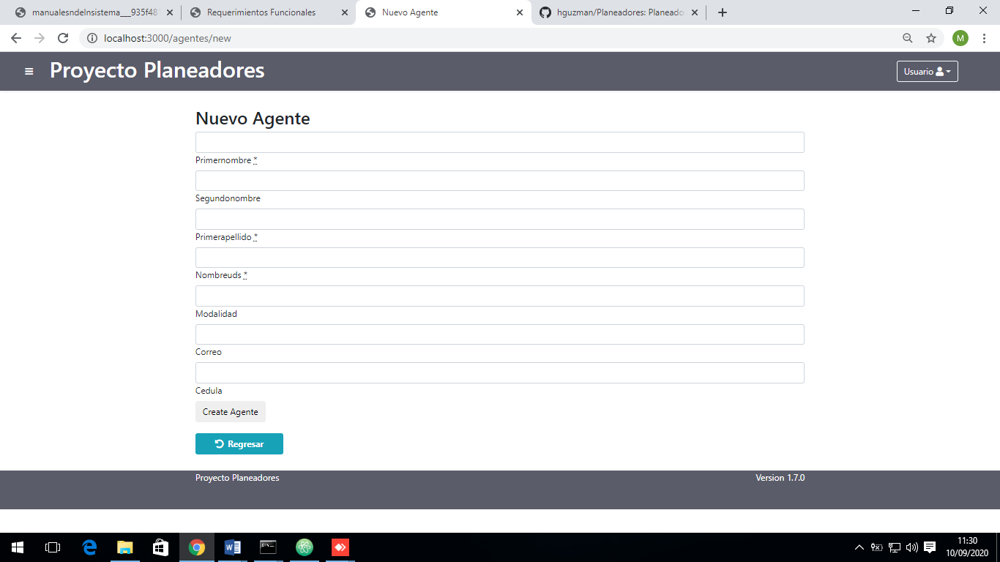 manualesndelnsistema___935f48
Requerimientos Funcionales
Nuevo Agente
hguzman/Planeadores: Planeado
localhost:3000/agentes/new
M
Proyecto Planeadores
Usuario
Nuevo Agente
Primernombre *
Segundonombre
Primerapellido *
Nombreuds *
Modalidad
Correo
Cedula
Create Agente
Regresar
Proyecto Planeadores
Version 1.7.0
11:30
10/09/2020